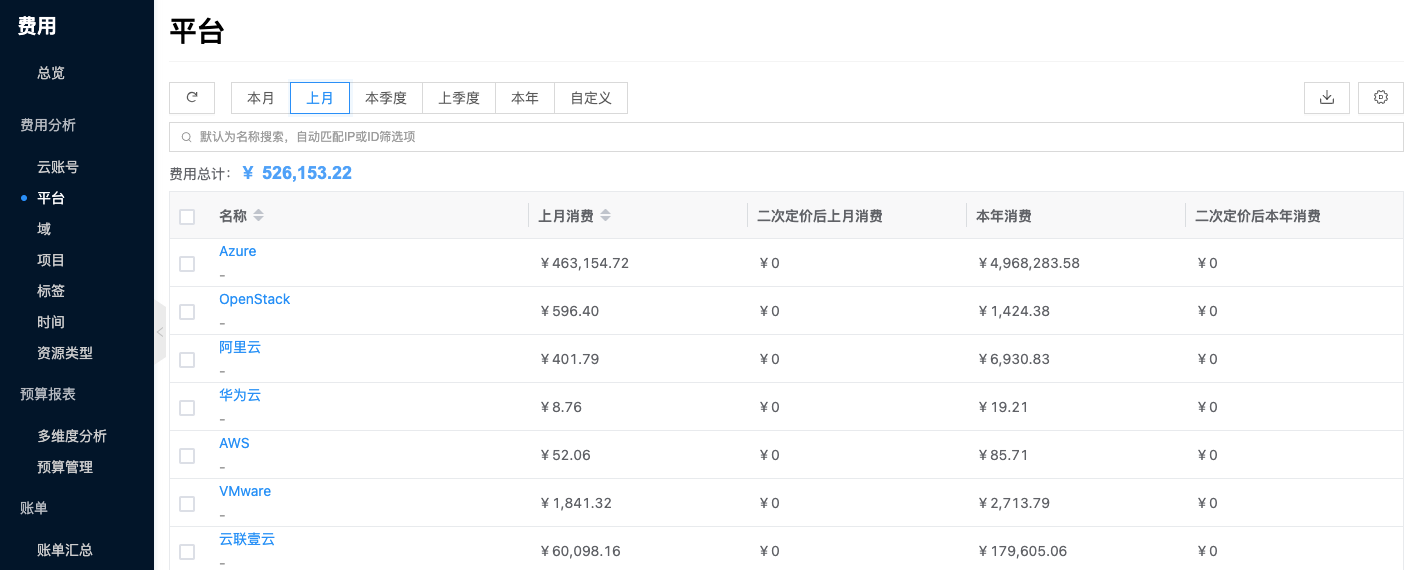 费用
总览
费用分析
云账号
平台
域
项目
标签
时间
资源类型
预算报表
多维度分析
预算管理
账单
账单汇总
平台
本月 上月 本季度 上季度 本年 自定义
默认为名称搜索，自动匹配IP或ID筛选项
费用总计： ¥ 526,153.22
名称 上月消费 二次定价后上月消费 本年消费 二次定价后本年消费
Azure
- ¥463,154.72 ¥0 ¥4,968,283.58 ¥0
OpenStack
- ¥596.40 ¥0 ¥1,424.38 ¥0
阿里云
- ¥401.79 ¥0 ¥6,930.83 ¥0
华为云
- ¥8.76 ¥0 ¥19.21 ¥0
AWS
- ¥52.06 ¥0 ¥85.71 ¥0
VMware
- ¥1,841.32 ¥0 ¥2,713.79 ¥0
云联壹云
- ¥60,098.16 ¥0 ¥179,605.06 ¥0